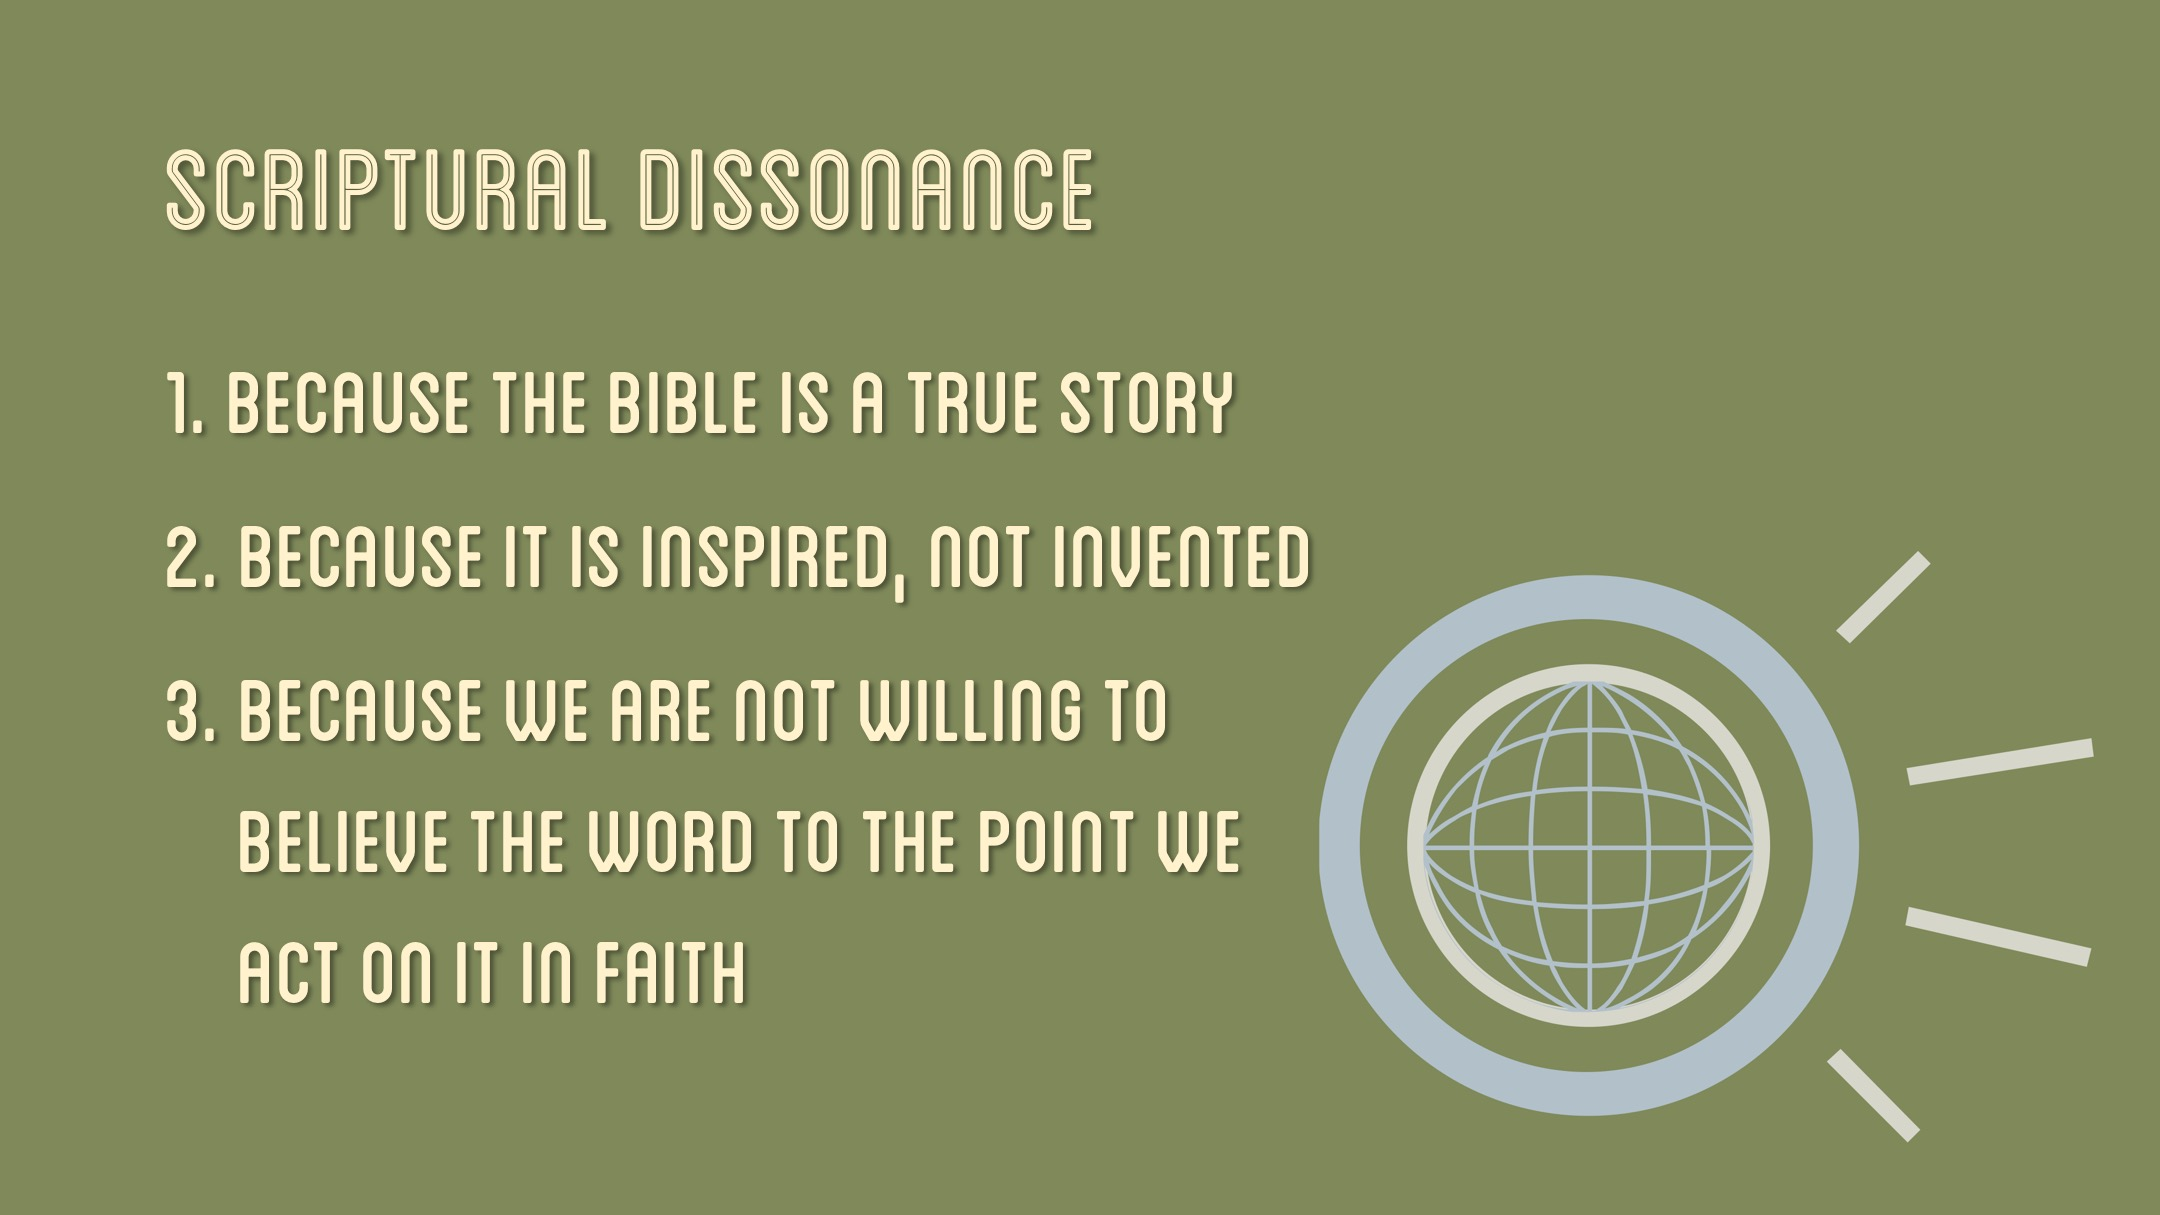 SCRIPTURAL DISSONANCE
1. BECAUSE THE BIBLE IS A TRUE STORY
2. BECAUSE IT IS INSPIRED, NOT INVENTED
3. BECAUSE WE ARE NOT WILLING TO
BELIEVE THE WORD TO THE POINT WE
ACT ON IT IN FAITH